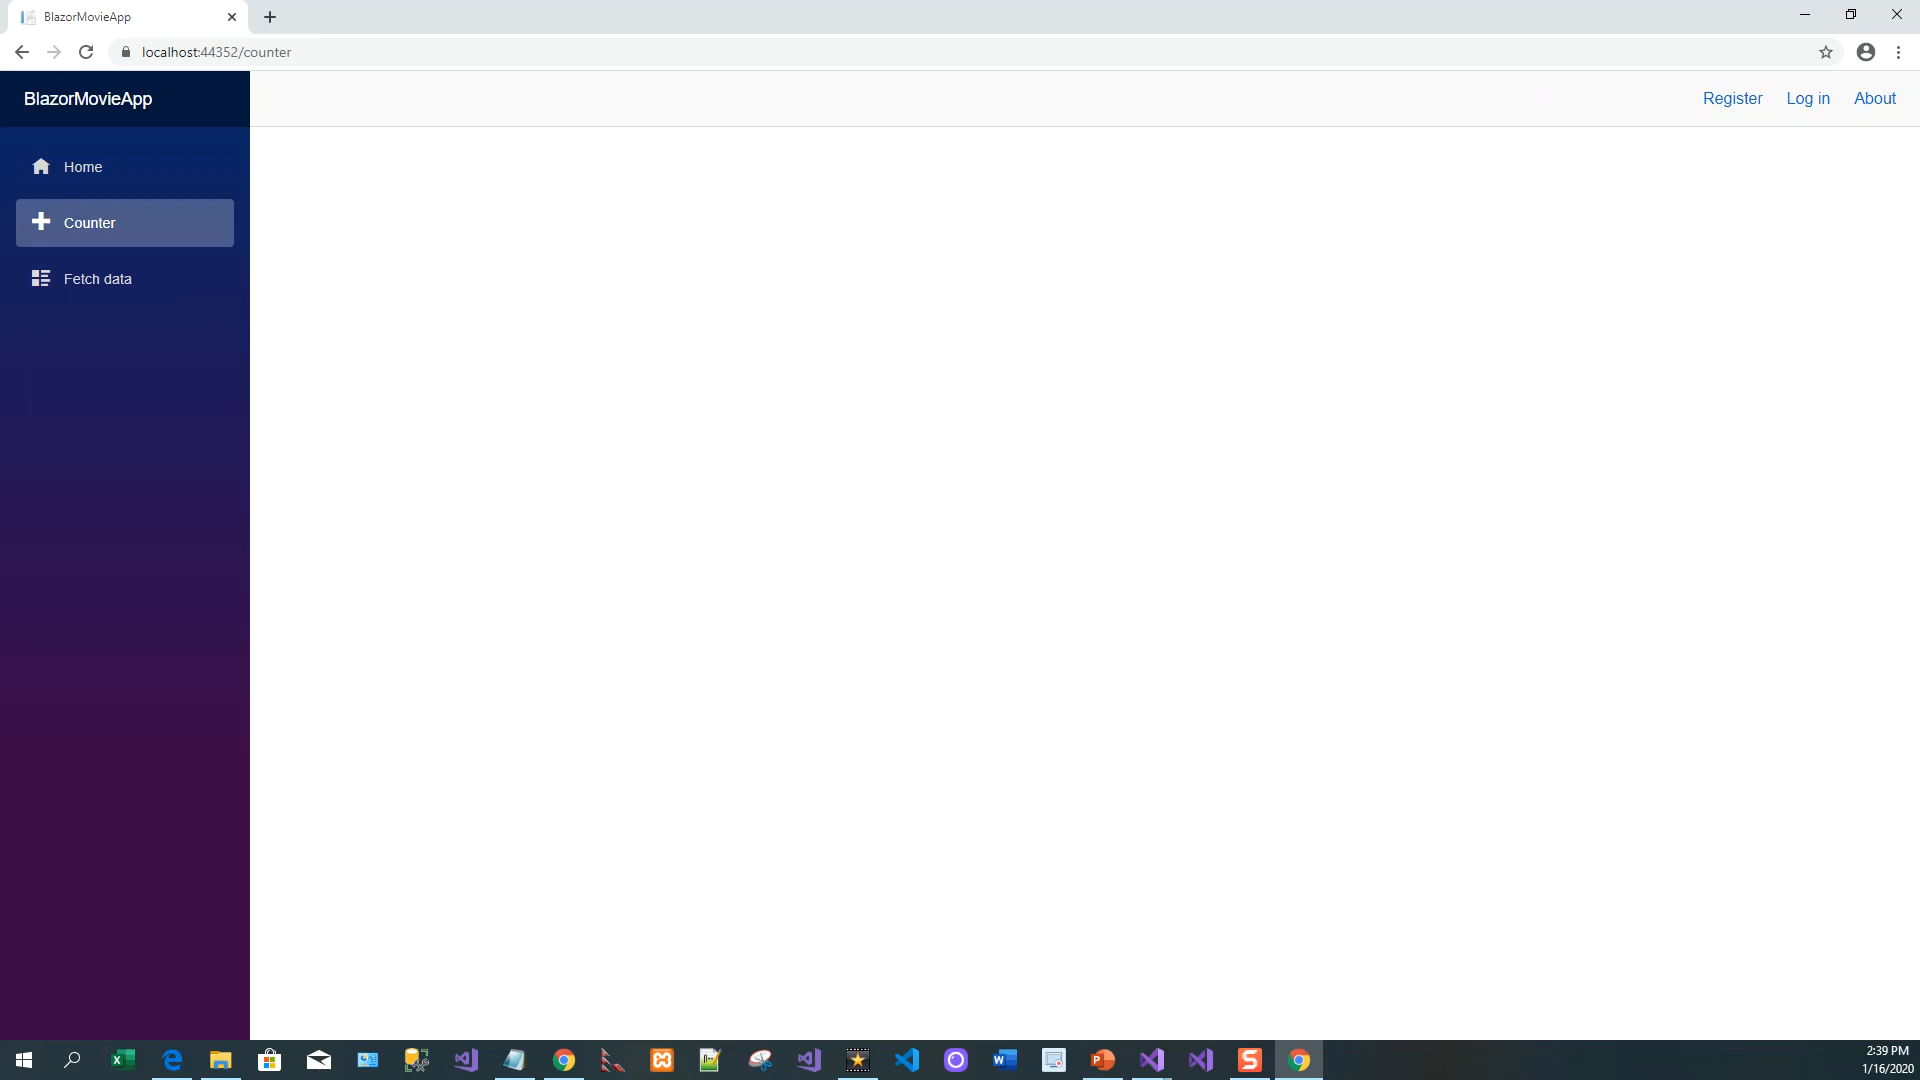 BlazorMovieApp
localhost:44352/counter
BlazorMovieApp
Register Log in About
Home
Counter
Fetch data
2:39 PM
1/16/2020